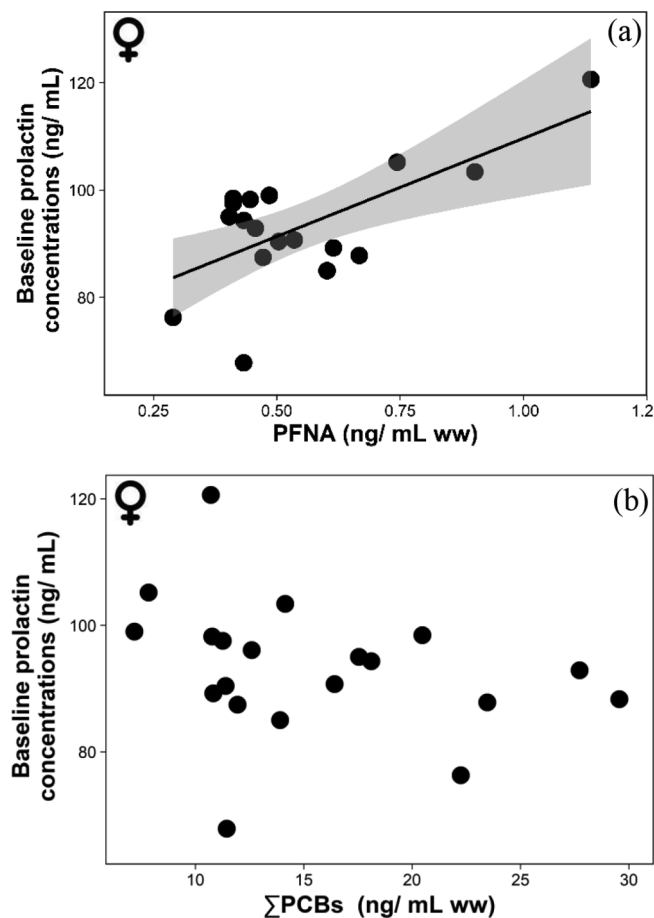 (a)
Baseline prolactin
concentrations (ng/ mL)
120
100
80
0.25 0.50 0.75 1.00 1.2
PFNA (ng/ mL ww)
(b)
Baseline prolactin
concentrations (ng/ mL)
120
100
80
10 15 20 25 30
∑PCBs (ng/ mL ww)